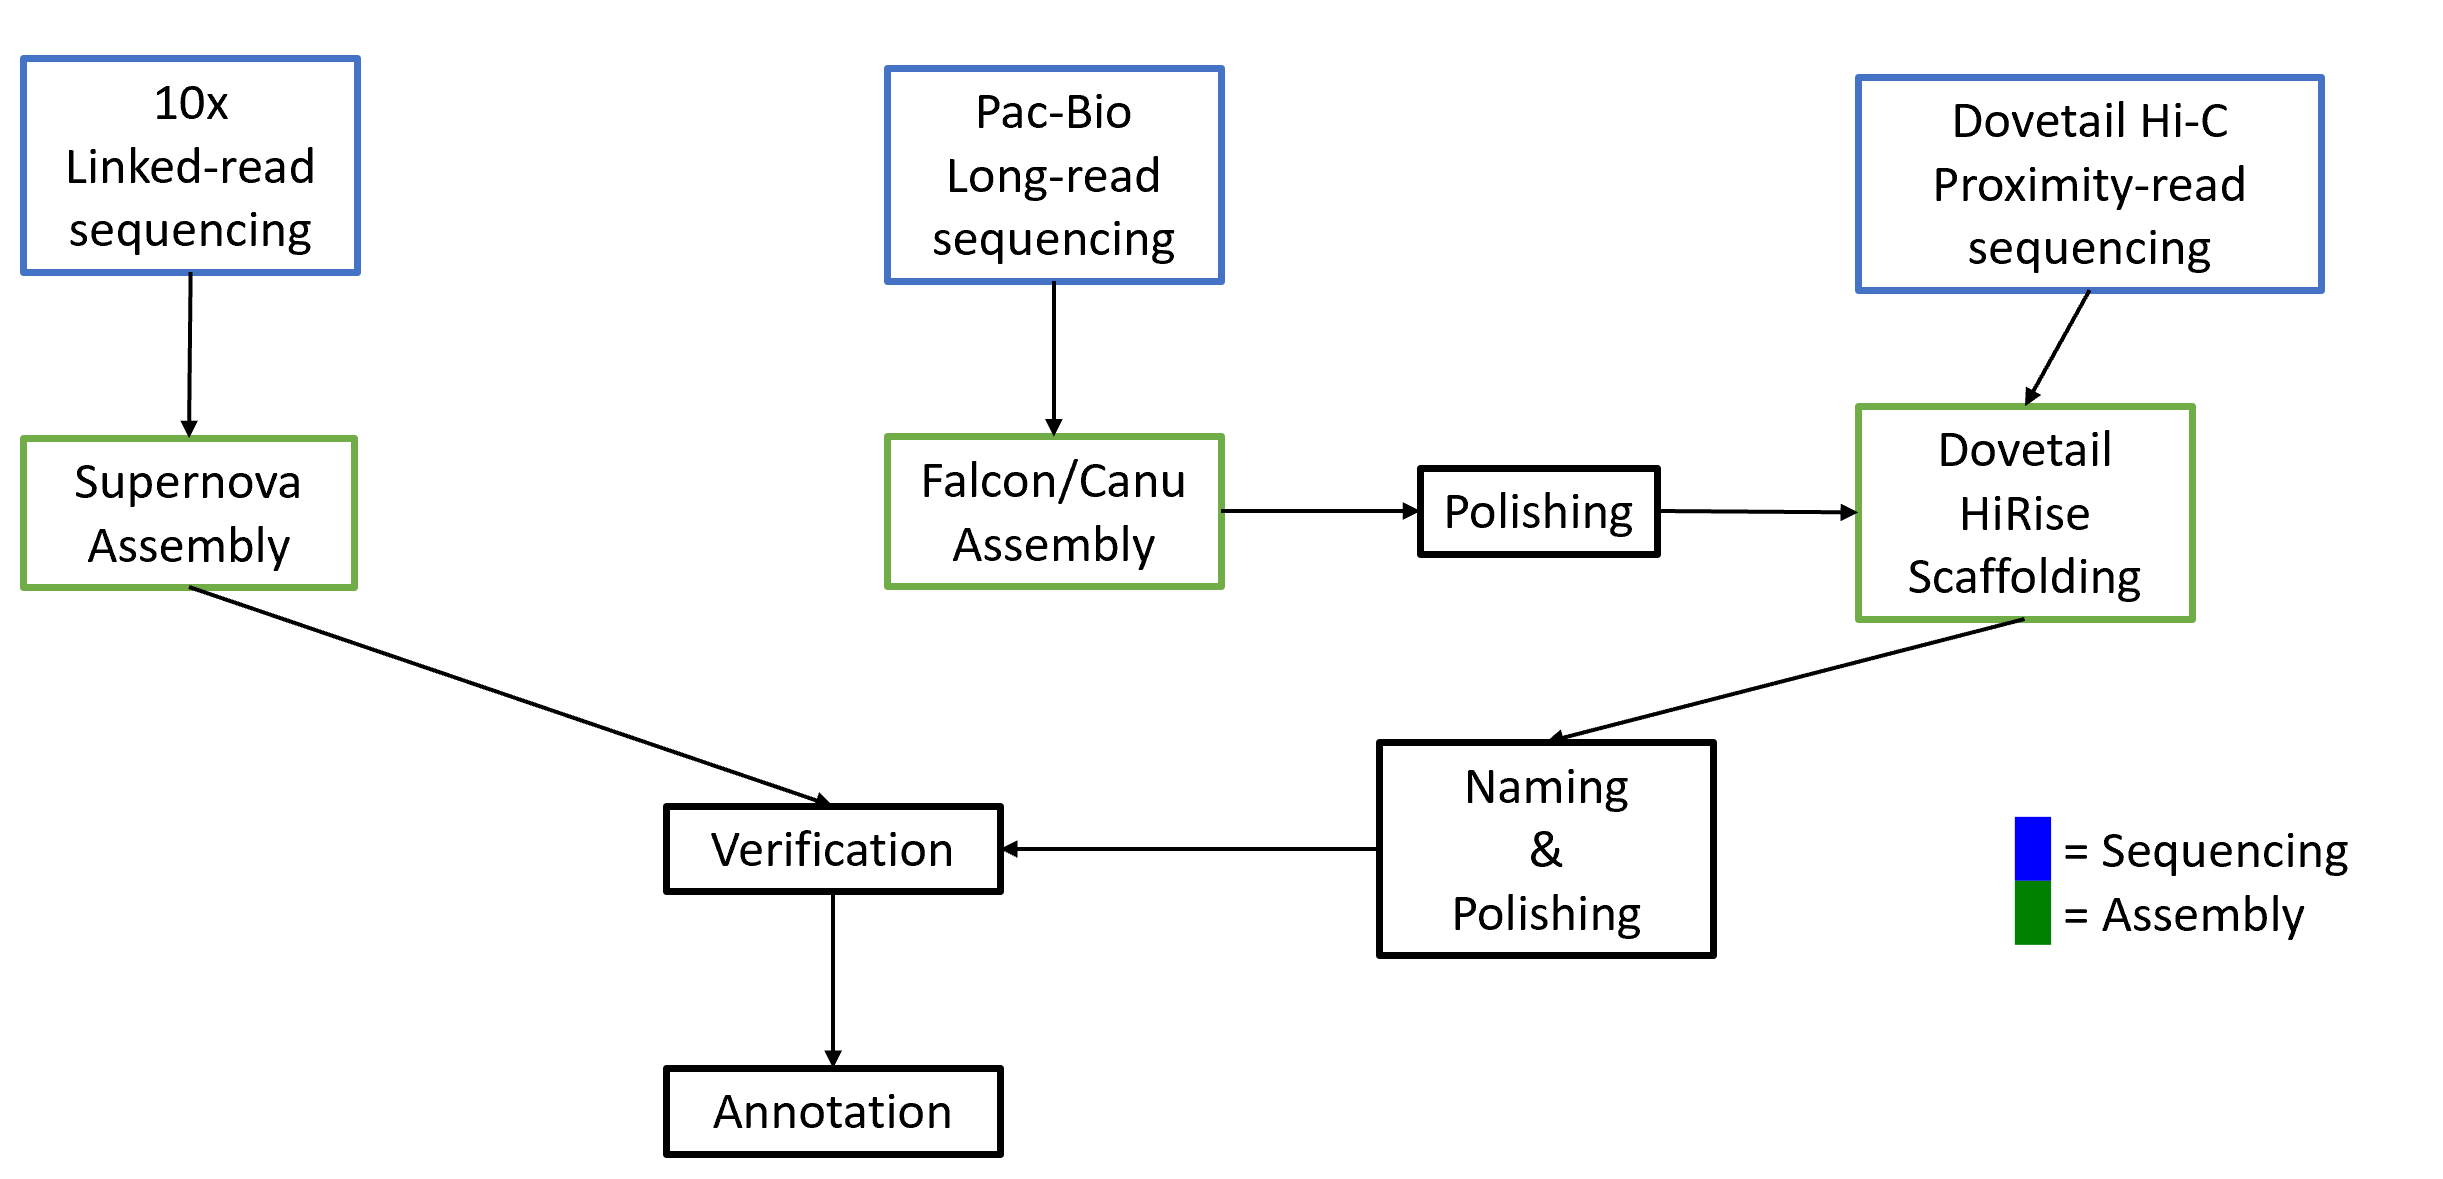 10x
Linked-read
sequencing
Pac-Bio
Long-read
sequencing
Dovetail Hi-C
Proximity-read
sequencing
Supernova
Assembly
Falcon/Canu
Assembly
Polishing
Dovetail
HiRise
Scaffolding
Verification
Naming
&
Polishing
= Sequencing
= Assembly
Annotation